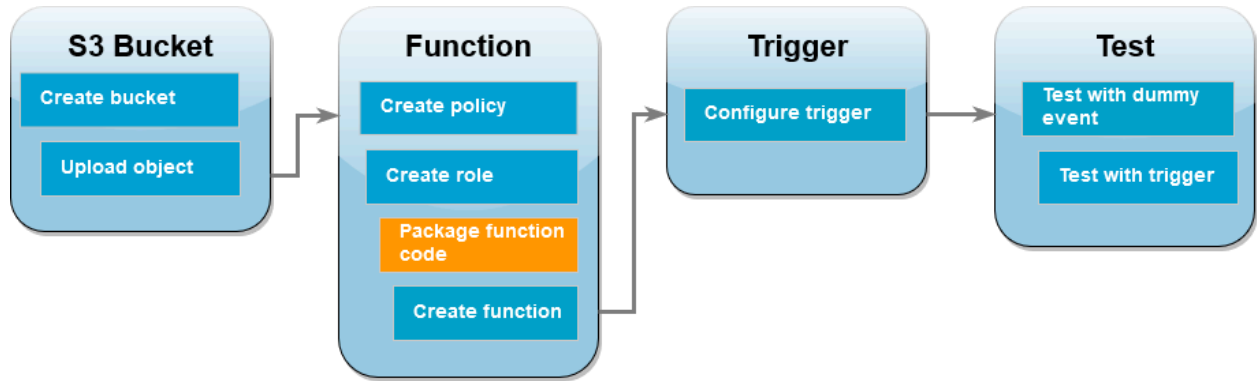 S3 Bucket
Create bucket
Upload object
Function
Create policy
Create role
Package function
code
Create function
Trigger
Configure trigger
Test
Test with dummy
event
Test with trigger